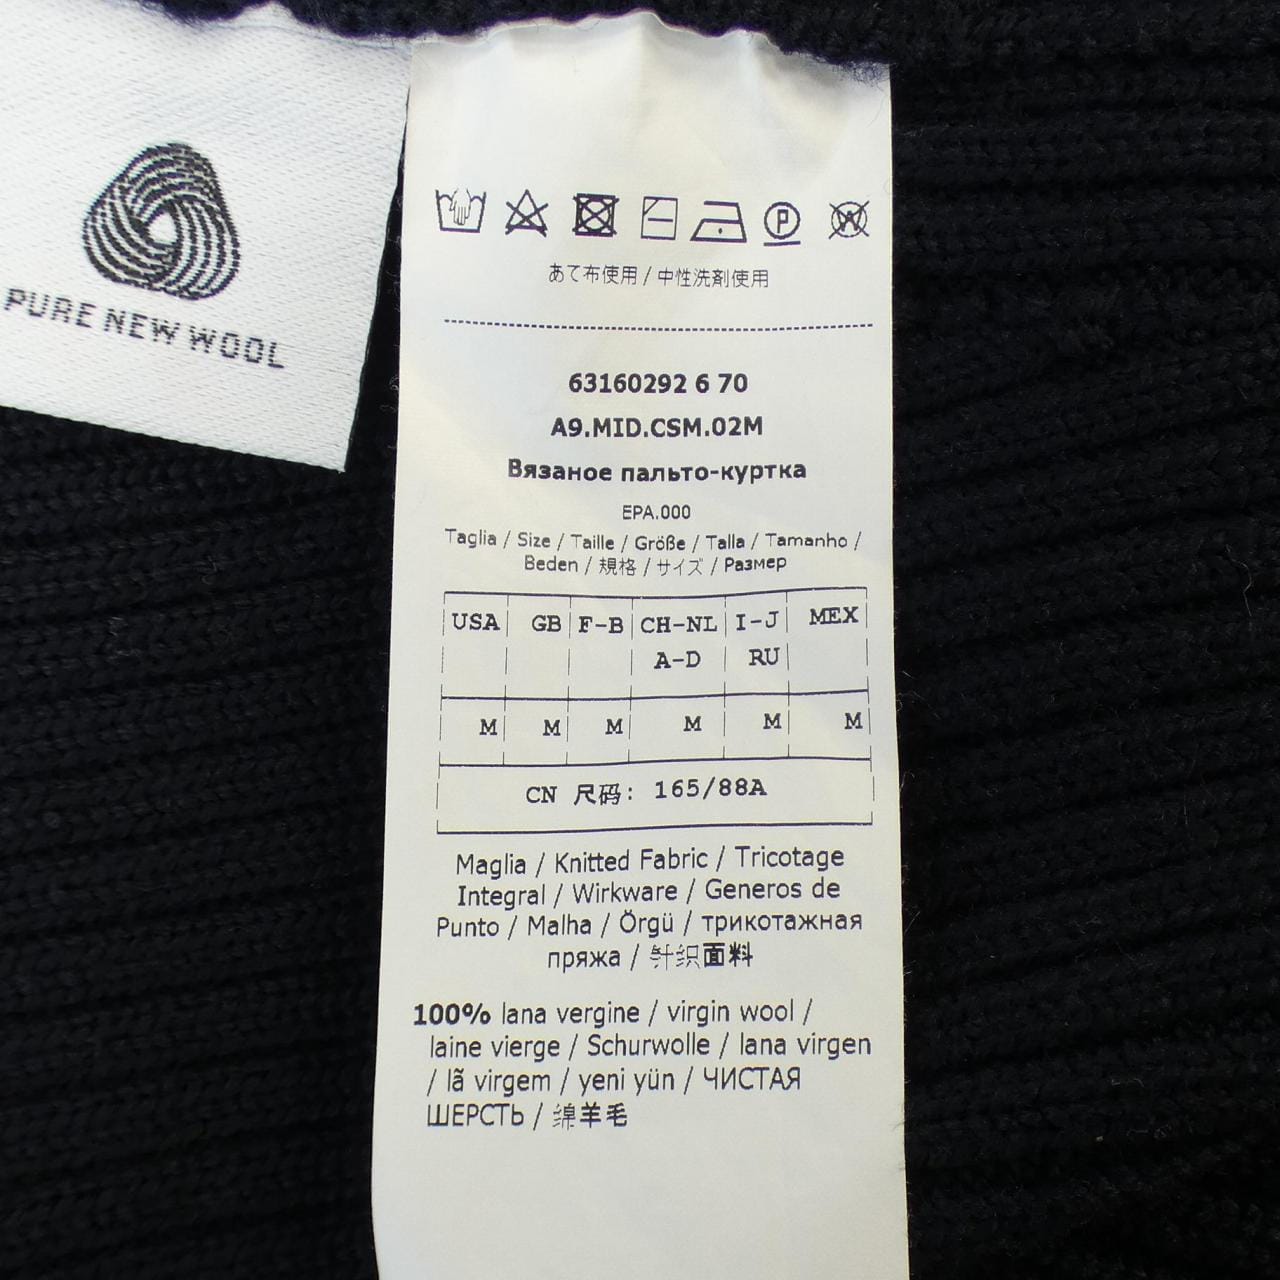 PURE NEW WOOL
P
W
あて布使用 / 中性洗剤使用
63160292 6 70
A9.MID.CSM.02M
Вязаное пальто-куртка
EPA.000
Taglia / Size / Taille / Größe / Talla / Tamanho /
Beden / 規格 / サイズ / Размер
USA GB F-B CH-NL I-J MEX
A-D RU
M M M M M M
CN 尺码: 165/88A
Maglia / Knitted Fabric / Tricotage
Integral / Wirkware / Generos de
Punto / Malha / Örgü / трикотажная
пряжа / 针织面料
100% lana vergine / virgin wool /
laine vierge / Schurwolle / lana virgen
/ lã virgem / yeni yün / ЧИСТАЯ
ШЕРСТЬ / 绵羊毛